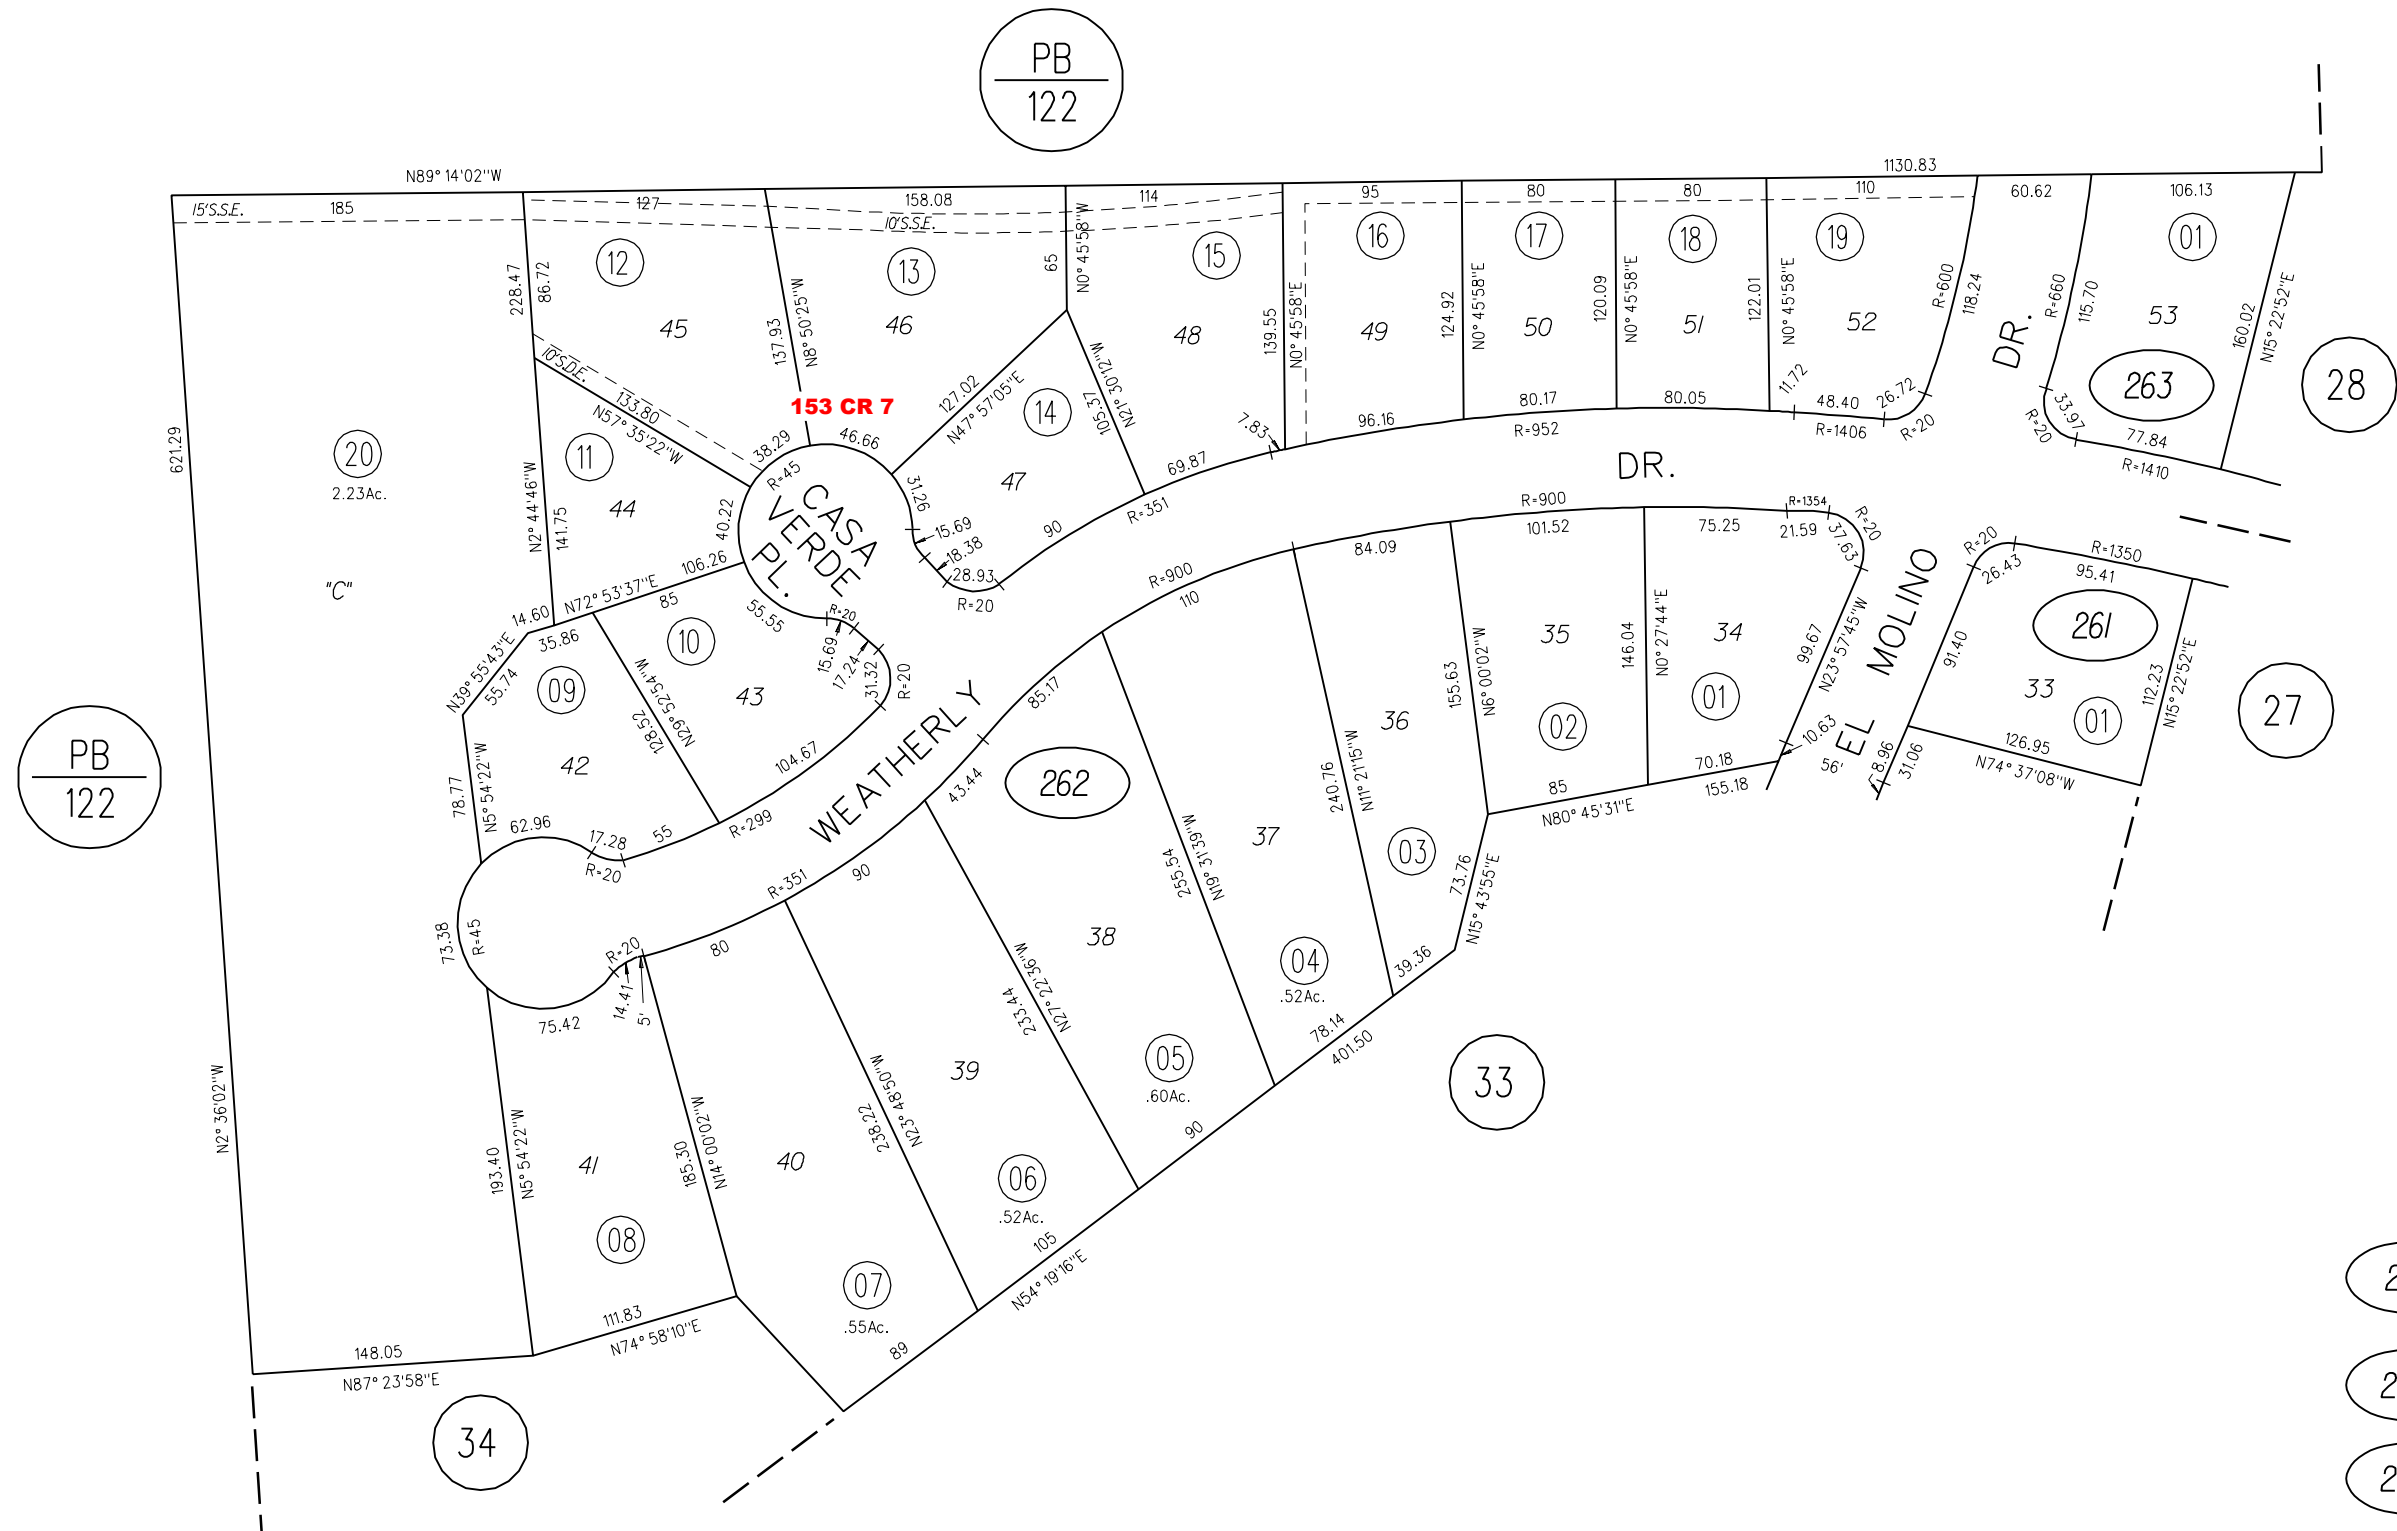 PB
122
N89° 14'02"W
1130.83
15'S.S.E.
185
127
158.08
10'S.S.E.
114
95
80
80
110
60.62
106.13
228.47
86.72
12
45
137.93
N8° 50'25"W
13
46
65
N0° 45'58"W
15
48
139.55
N0° 45'58"E
16
49
124.92
N0° 45'58"E
17
50
120.09
N0° 45'58"E
18
51
122.01
N0° 45'58"E
19
52
R=600
118.24
DR.
R=660
115.70
01
53
160.02
N15° 22'52"E
263
28
10'S.D.E.
133.80
N57° 35'22"W
153 CR 7
38.29
R=45
46.66
127.02
N47° 57'05"E
14
47
105.37
N21° 30'12"W
7.83
69.87
96.16
80.17
80.05
11.72
48.40
26.72
R=20
R=952
R=1406
33.97
R=20
77.84
R=1410
621.29
20
2.23Ac.
"C"
11
44
N2° 44'46"W
141.75
40.22
CASA
VERDE
PL.
31.26
15.69
18.38
28.93
R=20
90
R=351
DR.
R=900
R=1354
R=20
21.59
37.63
84.09
101.52
75.25
R=900
110
106.26
N72° 53'37"E
85
14.60
35.86
N39° 55'43"E
55.74
55.55
R=20
15.69
17.24
31.32
R=20
10
43
09
42
N29° 52'54"W
128.52
104.67
WEATHERLY
85.17
43.44
262
36
35
34
155.63
N6° 00'02"W
146.04
N0° 27'44"E
02
01
99.67
N23° 57'45"W
10.63
70.18
155.18
85
N80° 45'31"E
EL MOLINO
56'
8.96
31.06
91.40
R=20
26.43
R=1350
95.41
261
33
01
112.23
N15° 22'52"E
126.95
N74° 37'08"W
27
PB
122
78.77
N5° 54'22"W
62.96
17.28
R=20
55
R=299
R=351
90
73.38
R=45
75.42
R=20
14.41
5'
80
240.76
N11° 21'15"W
37
03
73.76
N15° 43'55"E
39.36
04
.52Ac.
255.54
N19° 31'39"W
38
05
.60Ac.
78.14
401.50
33
233.44
N27° 22'36"W
39
06
.52Ac.
90
238.22
N23° 48'50"W
40
07
.55Ac.
105
N54° 19'16"E
89
185.30
N14° 00'02"W
41
08
193.40
N5° 54'22"W
111.83
N74° 58'10"E
N2° 36'02"W
148.05
N87° 23'58"E
34
2
2
2